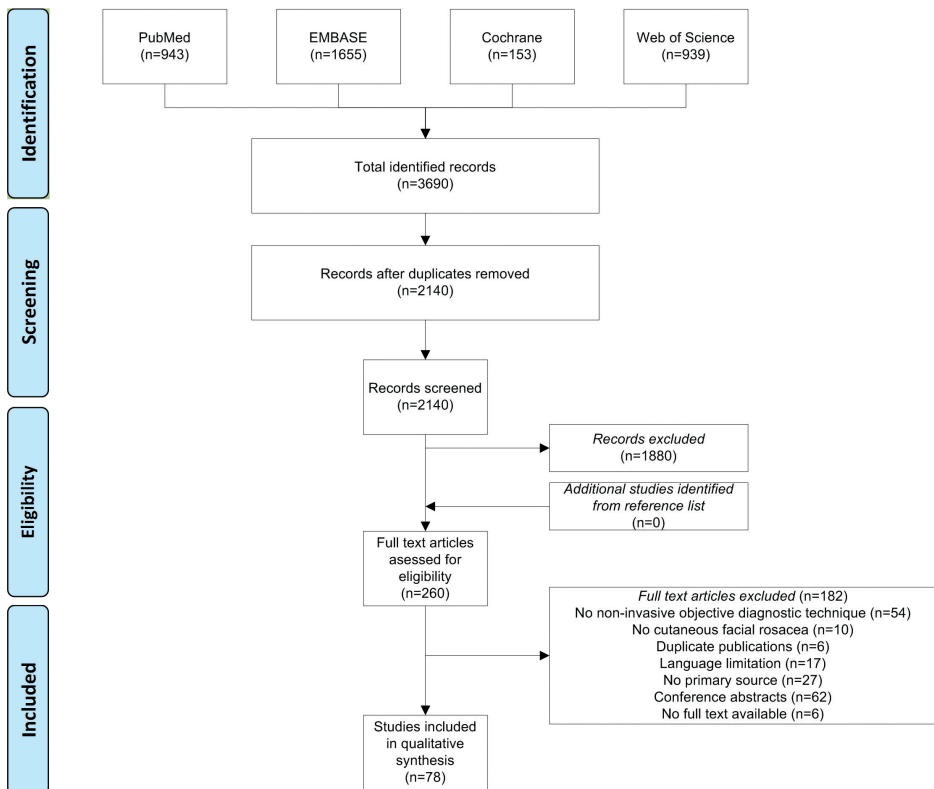 Identification
PubMed
(n=943)
EMBASE
(n=1655)
Cochrane
(n=153)
Web of Science
(n=939)
Total identified records
(n=3690)
Screening
Records after duplicates removed
(n=2140)
Records screened
(n=2140)
Eligibility
Records excluded
(n=1880)
Additional studies identified
from reference list
(n=0)
Full text articles
asessed for
eligibility
(n=260)
Included
Full text articles excluded (n=182)
No non-invasive objective diagnostic technique (n=54)
No cutaneous facial rosacea (n=10)
Duplicate publications (n=6)
Language limitation (n=17)
No primary source (n=27)
Conference abstracts (n=62)
No full text available (n=6)
Studies included
in qualitative
synthesis
(n=78)